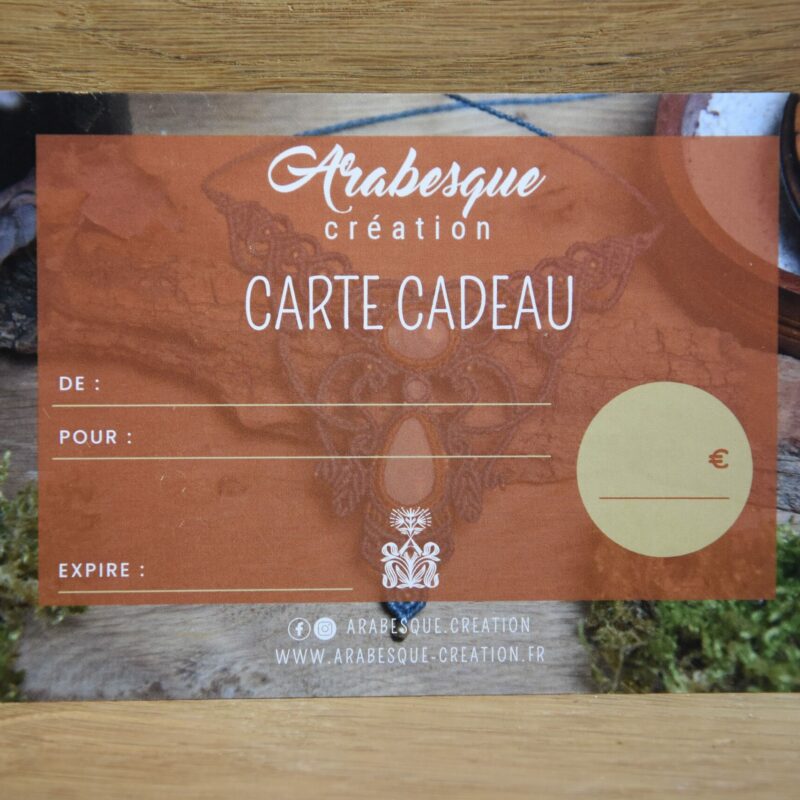 Arabesque
création
CARTE CADEAU
DE :
POUR :
€
EXPIRE :
ARABESQUE.CREATION
WWW.ARABESQUE-CREATION.FR